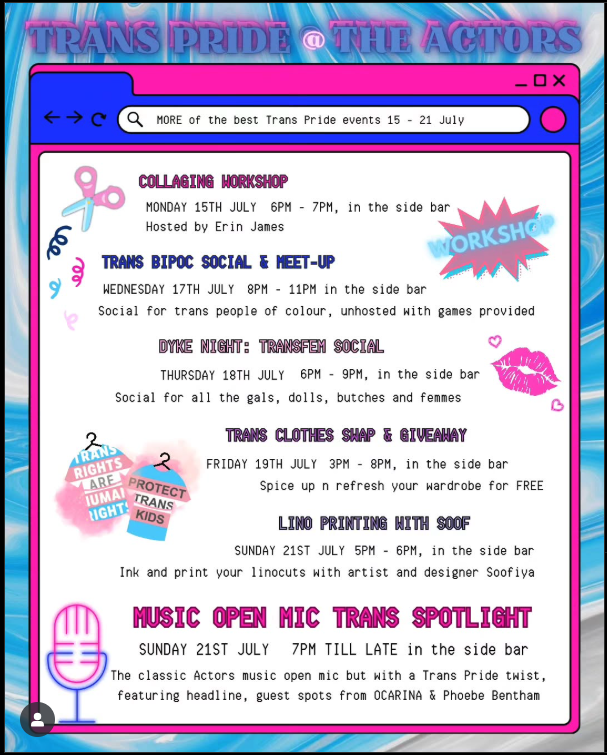 TRANS PRIDE @ THE ACTORS
MORE of the best Trans Pride events 15 - 21 July
COLLAGING WORKSHOP
MONDAY 15TH JULY 6PM - 7PM, in the side bar
Hosted by Erin James
WORKSHOP
TRANS BIPOC SOCIAL & MEET-UP
WEDNESDAY 17TH JULY 8PM - 11PM in the side bar
Social for trans people of colour, unhosted with games provided
DYKE NIGHT: TRANSFEM SOCIAL
THURSDAY 18TH JULY 6PM - 9PM, in the side bar
Social for all the gals, dolls, butches and femmes
TRANS CLOTHES SWAP & GIVEAWAY
FRIDAY 19TH JULY 3PM - 8PM, in the side bar
Spice up n refresh your wardrobe for FREE
TRANS
RIGHTS
ARE
HUMAN
RIGHTS
PROTECT
TRANS
KIDS
LINO PRINTING WITH SOOF
SUNDAY 21ST JULY 5PM - 6PM, in the side bar
Ink and print your linocuts with artist and designer Soofiya
MUSIC OPEN MIC TRANS SPOTLIGHT
SUNDAY 21ST JULY 7PM TILL LATE in the side bar
The classic Actors music open mic but with a Trans Pride twist,
featuring headline, guest spots from OCARINA & Phoebe Bentham